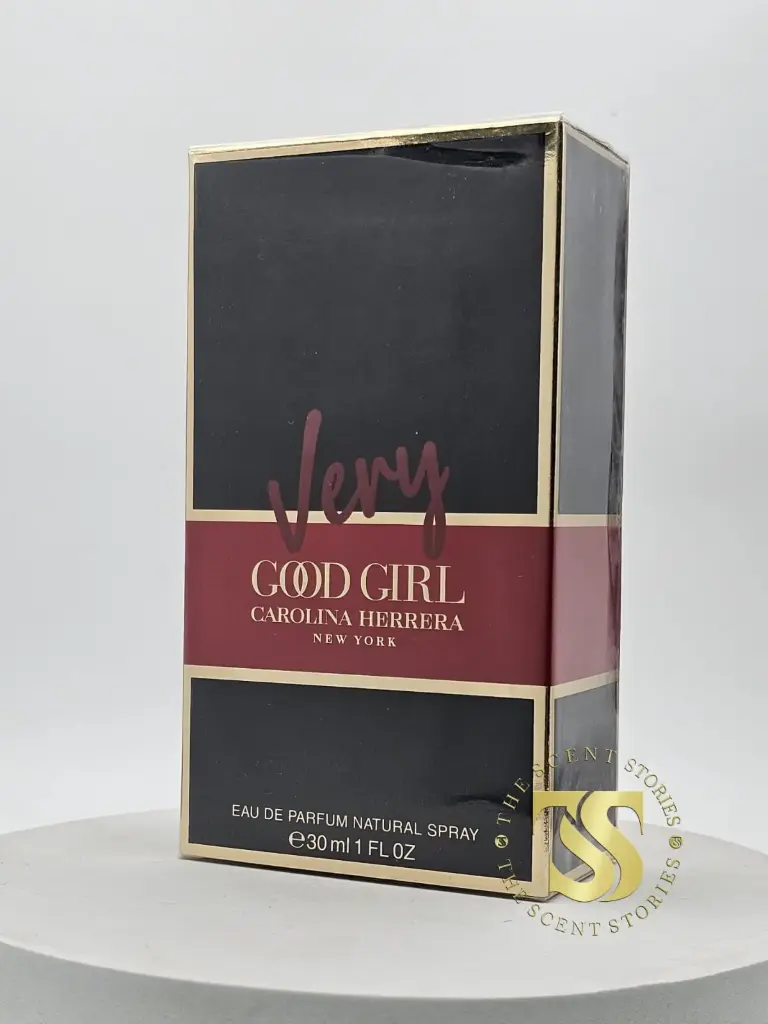 Very
GOOD GIRL
CAROLINA HERRERA
NEW YORK
EAU DE PARFUM NATURAL SPRAY
℮30 ml 1 FL OZ
THE SCENT STORIES
TSS
THE SCENT STORIES